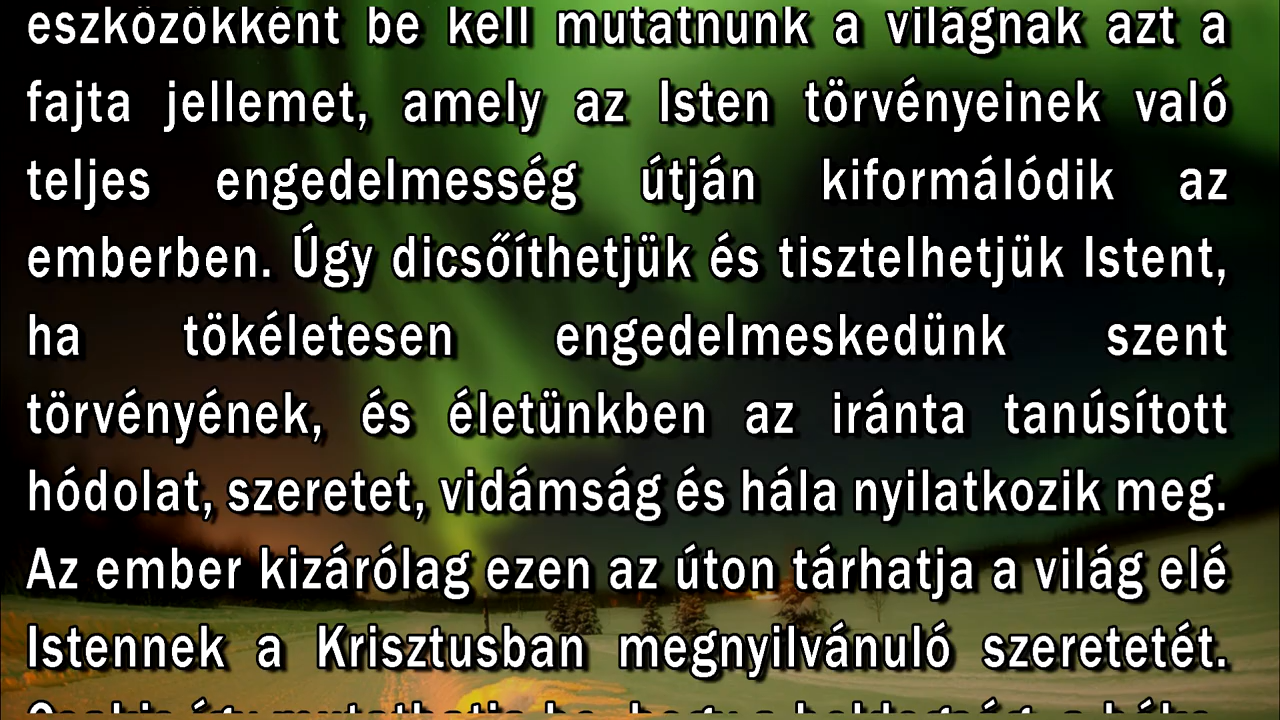 eszközökként be kell mutatnunk a világnak azt a
fajta jellemet, amely az Isten törvényeinek való
teljes engedelmesség útján kiformálódik az
emberben. Úgy dicsőíthetjük és tisztelhetjük Istent,
ha tökéletesen engedelmeskedünk szent
törvényének, és életünkben az iránta tanúsított
hódolat, szeretet, vidámság és hála nyilatkozik meg.
Az ember kizárólag ezen az úton tárhatja a világ elé
Istennek a Krisztusban megnyilvánuló szeretetét.